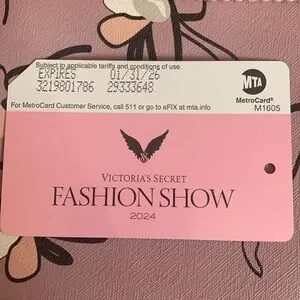 Subject to applicable tariffs and conditions of use.
EXPIRES 01/31/26
3219801786 29333648
MTA
MetroCard®
For MetroCard Customer Service, call 511 or go to eFIX at mta.info
M1605
VICTORIA'S SECRET
FASHION SHOW
2024